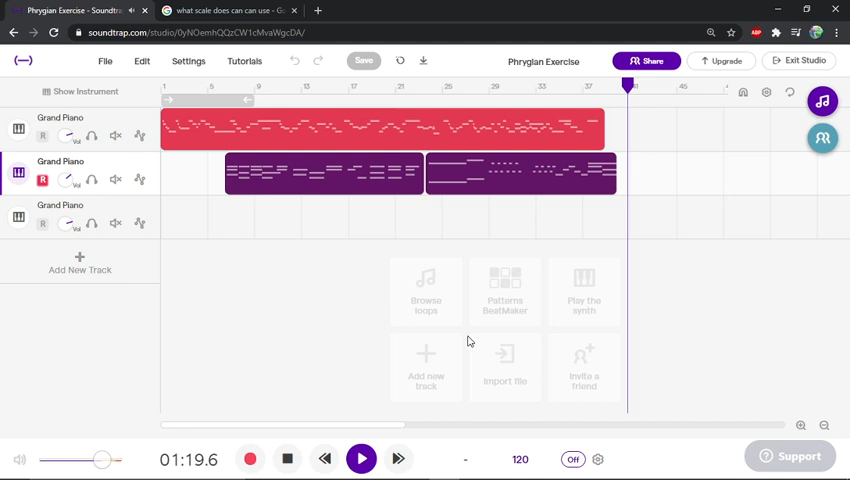 Phrygian Exercise - Soundtra
what scale does can can use - Go
soundtrap.com/studio/0yNOemhQQzCW1cMvaWgcDA/
ABP
File Edit Settings Tutorials Save Phrygian Exercise Share Upgrade Exit Studio
Show Instrument
1 5 9 13 17 21 25 29 33 37 41 45
Grand Piano
R Vol
Grand Piano
R Vol
Grand Piano
R Vol
Add New Track
Browse loops
Patterns BeatMaker
Play the synth
Add new track
Import file
Invite a friend
01:19.6 - 120 Off
Support